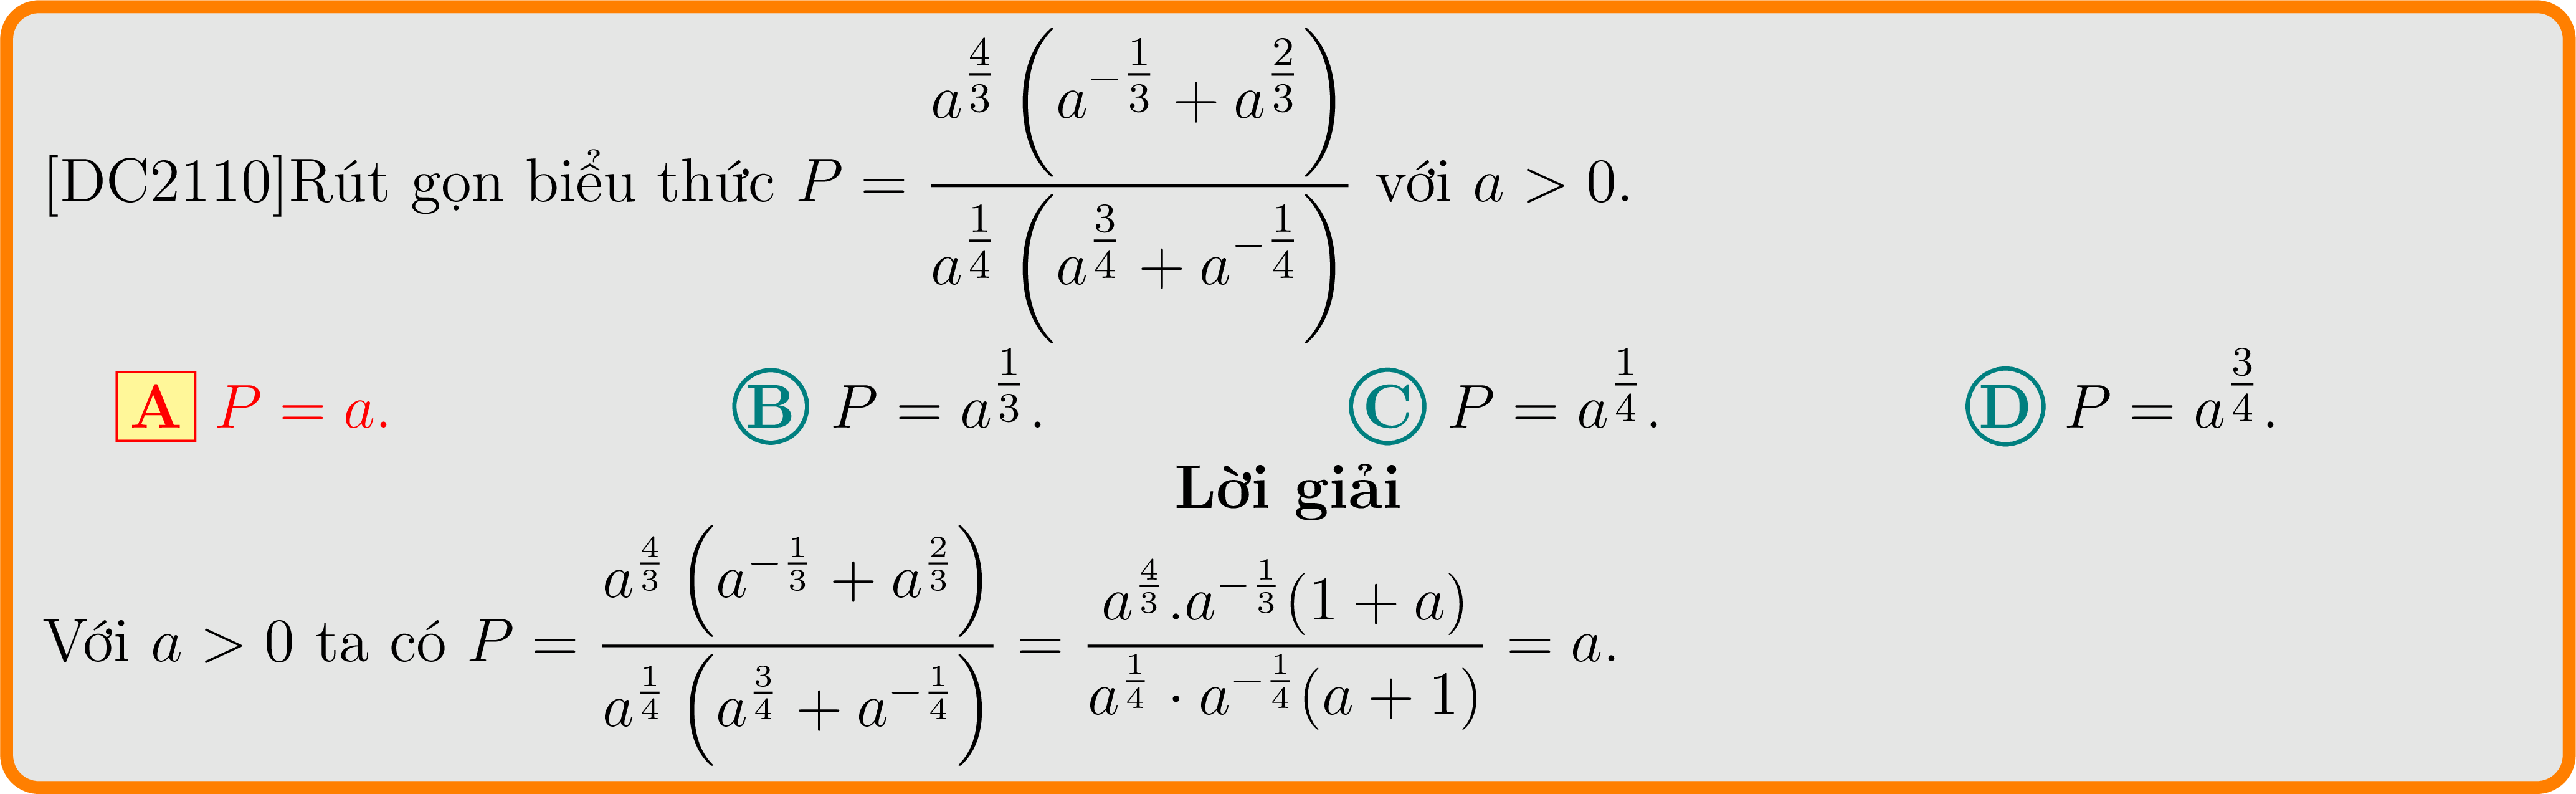 [DC2110]Rút gọn biểu thức $P = \dfrac{a^{\frac{4}{3}}\left(a^{-\frac{1}{3}} + a^{\frac{2}{3}}\right)}{a^{\frac{1}{4}}\left(a^{\frac{3}{4}} + a^{-\frac{1}{4}}\right)}$ với $a > 0$.
A $P = a$. B $P = a^{\frac{1}{3}}$. C $P = a^{\frac{1}{4}}$. D $P = a^{\frac{3}{4}}$.
Lời giải
Với $a > 0$ ta có $P = \dfrac{a^{\frac{4}{3}}\left(a^{-\frac{1}{3}} + a^{\frac{2}{3}}\right)}{a^{\frac{1}{4}}\left(a^{\frac{3}{4}} + a^{-\frac{1}{4}}\right)} = \dfrac{a^{\frac{4}{3}}.a^{-\frac{1}{3}}(1 + a)}{a^{\frac{1}{4}} \cdot a^{-\frac{1}{4}}(a + 1)} = a$.